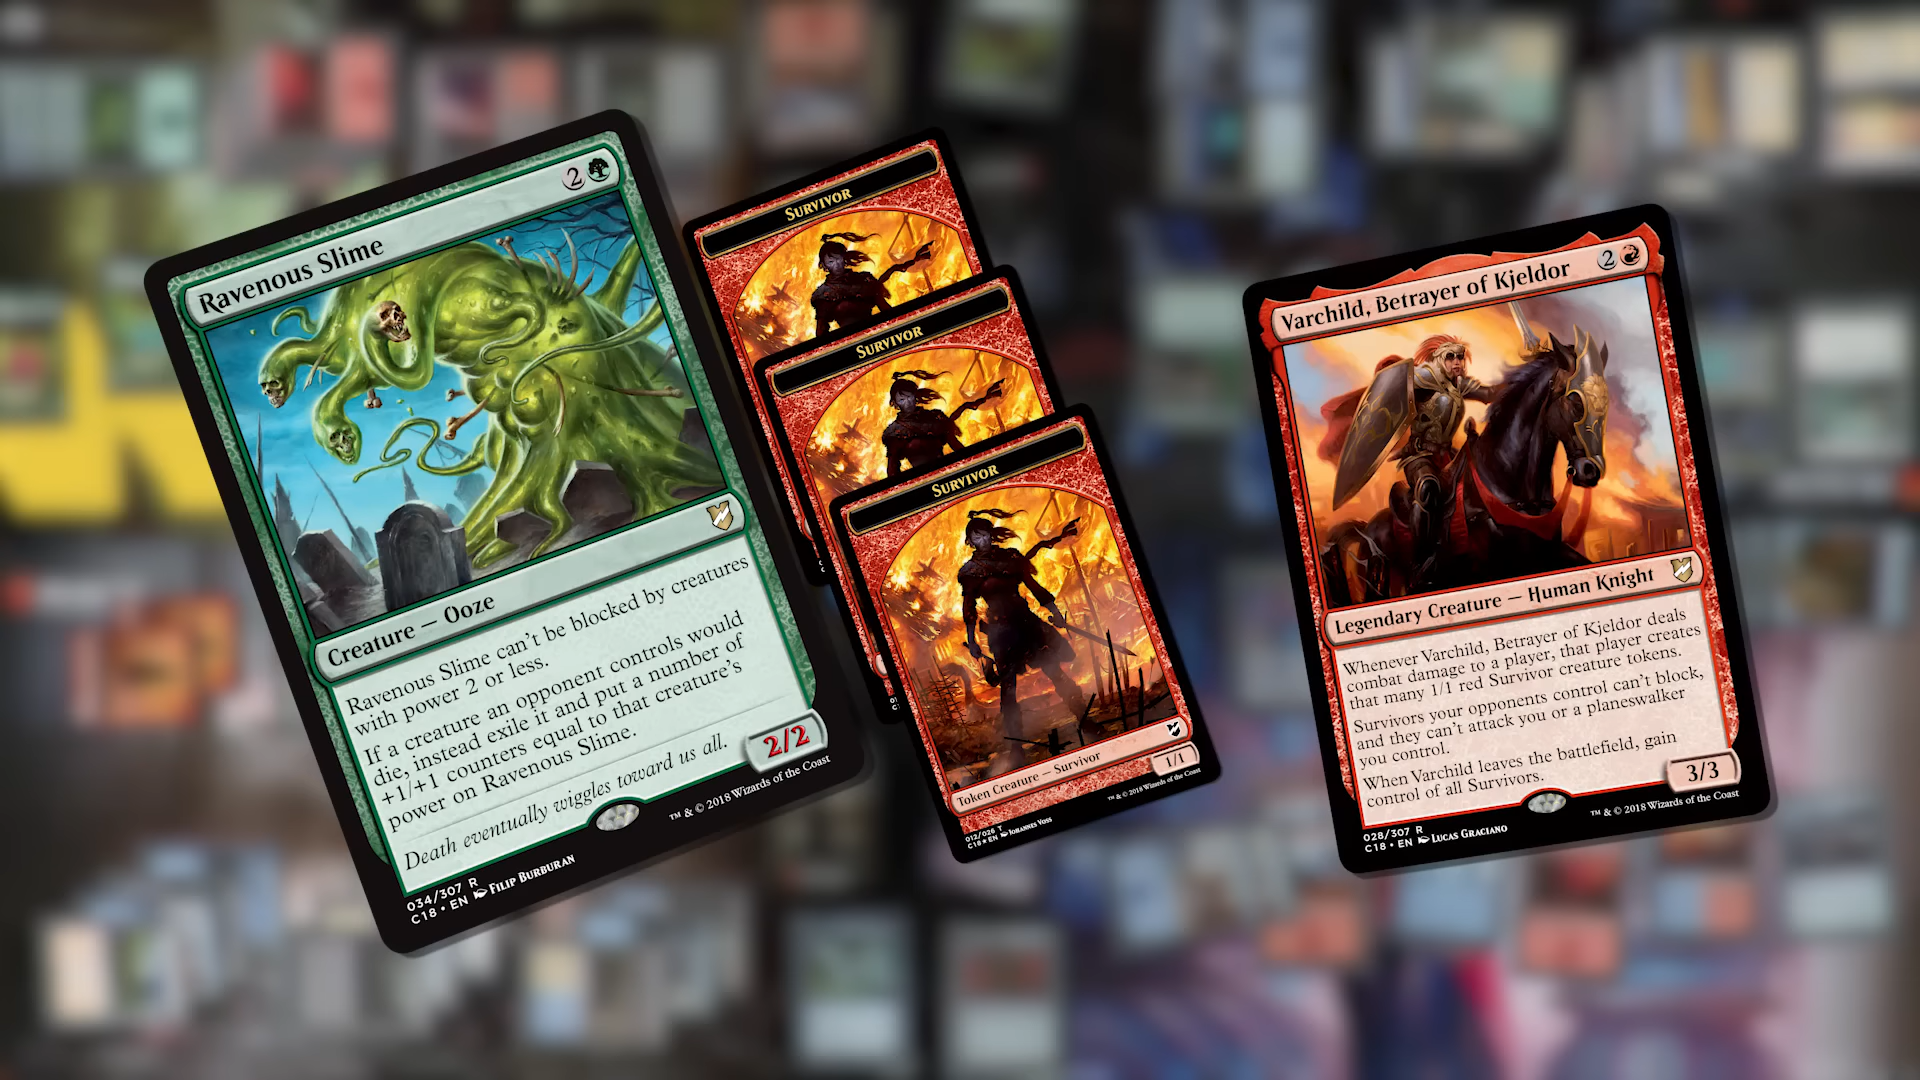 Ravenous Slime
2
Creature — Ooze
Ravenous Slime can't be blocked by creatures
with power 2 or less.
If a creature an opponent controls would
die, instead exile it and put a number of
+1/+1 counters equal to that creature's
power on Ravenous Slime.
Death eventually wiggles toward us all.
2/2
034/307 R
C18 • EN FILIP BURBURAN
™ & © 2018 Wizards of the Coast
SURVIVOR
SURVIVOR
SURVIVOR
Token Creature — Survivor
1/1
012/026 T
C18 ★ EN JOHANNES VOSS
™ & © 2018 Wizards of the Coast
Varchild, Betrayer of Kjeldor
2
Legendary Creature — Human Knight
Whenever Varchild, Betrayer of Kjeldor deals
combat damage to a player, that player creates
that many 1/1 red Survivor creature tokens.
Survivors your opponents control can't block,
and they can't attack you or a planeswalker
you control.
When Varchild leaves the battlefield, gain
control of all Survivors.
3/3
028/307 R
C18 • EN LUCAS GRACIANO
™ & © 2018 Wizards of the Coast